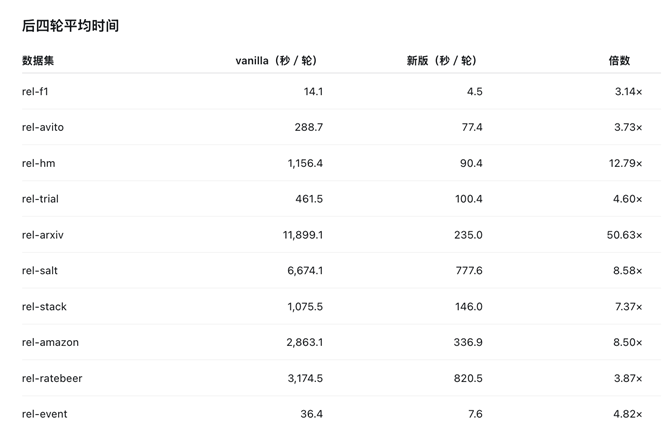 后四轮平均时间
数据集 vanilla（秒 / 轮） 新版（秒 / 轮） 倍数
rel-f1 14.1 4.5 3.14×
rel-avito 288.7 77.4 3.73×
rel-hm 1,156.4 90.4 12.79×
rel-trial 461.5 100.4 4.60×
rel-arxiv 11,899.1 235.0 50.63×
rel-salt 6,674.1 777.6 8.58×
rel-stack 1,075.5 146.0 7.37×
rel-amazon 2,863.1 336.9 8.50×
rel-ratebeer 3,174.5 820.5 3.87×
rel-event 36.4 7.6 4.82×